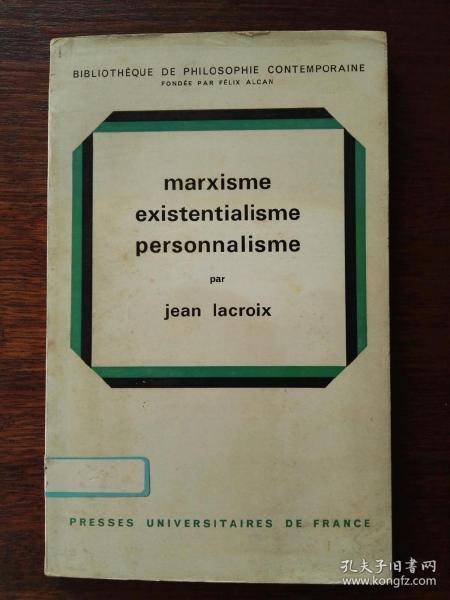 BIBLIOTHÈQUE DE PHILOSOPHIE CONTEMPORAINE
FONDÉE PAR FÉLIX ALCAN
marxisme
existentialisme
personnalisme
par
jean lacroix
PRESSES UNIVERSITAIRES DE FRANCE
孔夫子旧书网
www.kongfz.com